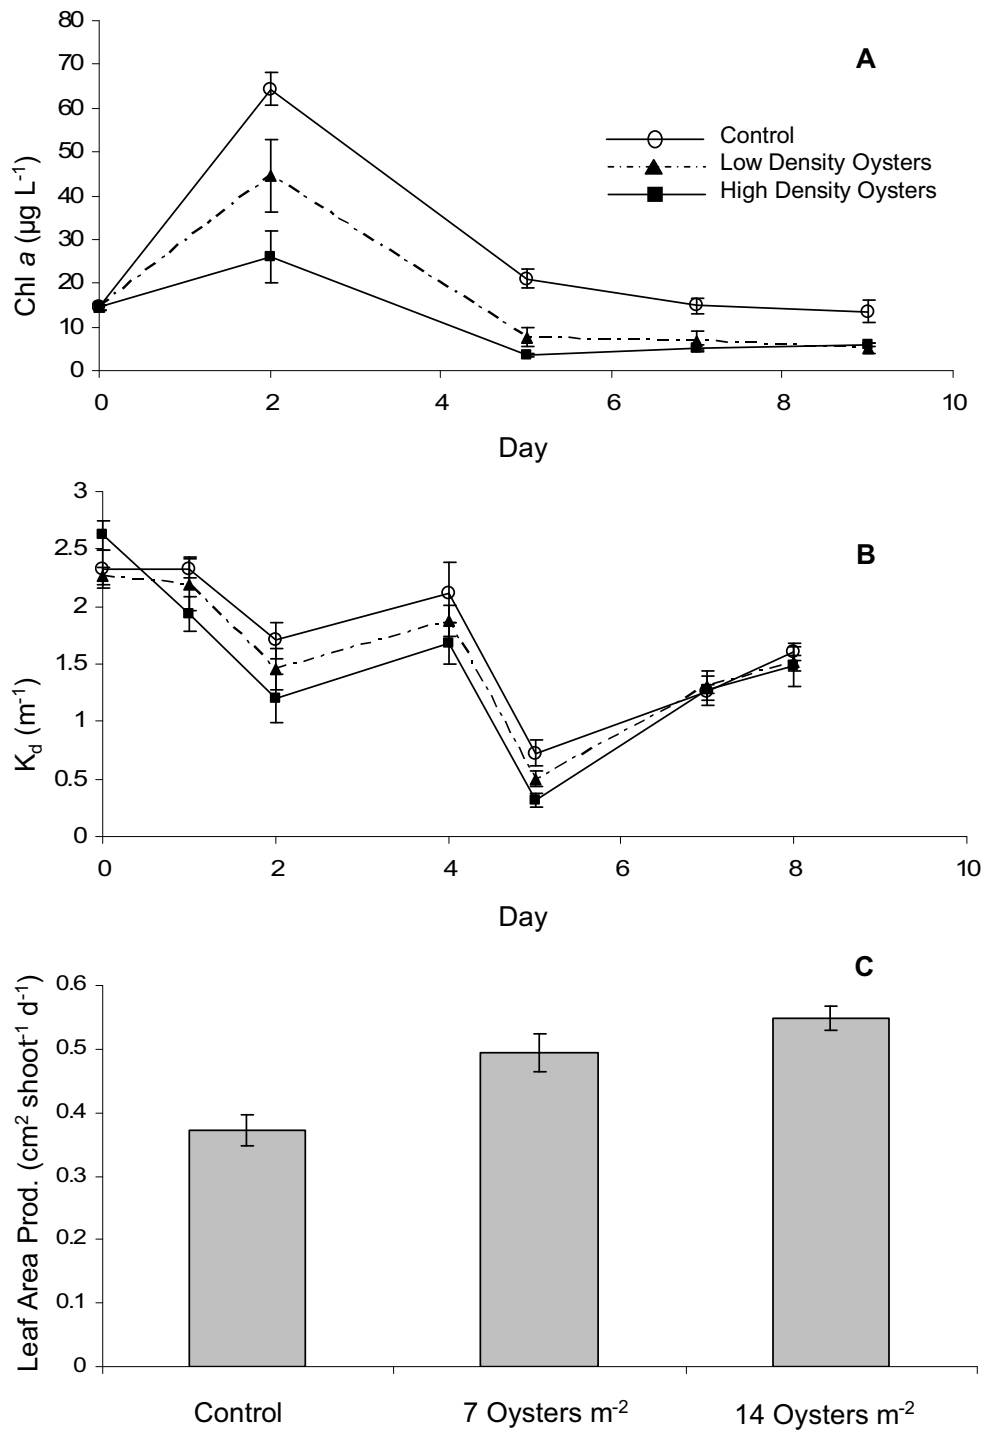 80
70
60
50
40
30
20
10
0
Chl a (µg L-1)
A
Control
Low Density Oysters
High Density Oysters
0 2 4 6 8 10
Day
3
2.5
2
1.5
1
0.5
0
Kd (m-1)
B
0 2 4 6 8 10
Day
C
0.6
0.5
0.4
0.3
0.2
0.1
0
Leaf Area Prod. (cm2 shoot-1 d-1)
Control 7 Oysters m-2 14 Oysters m-2